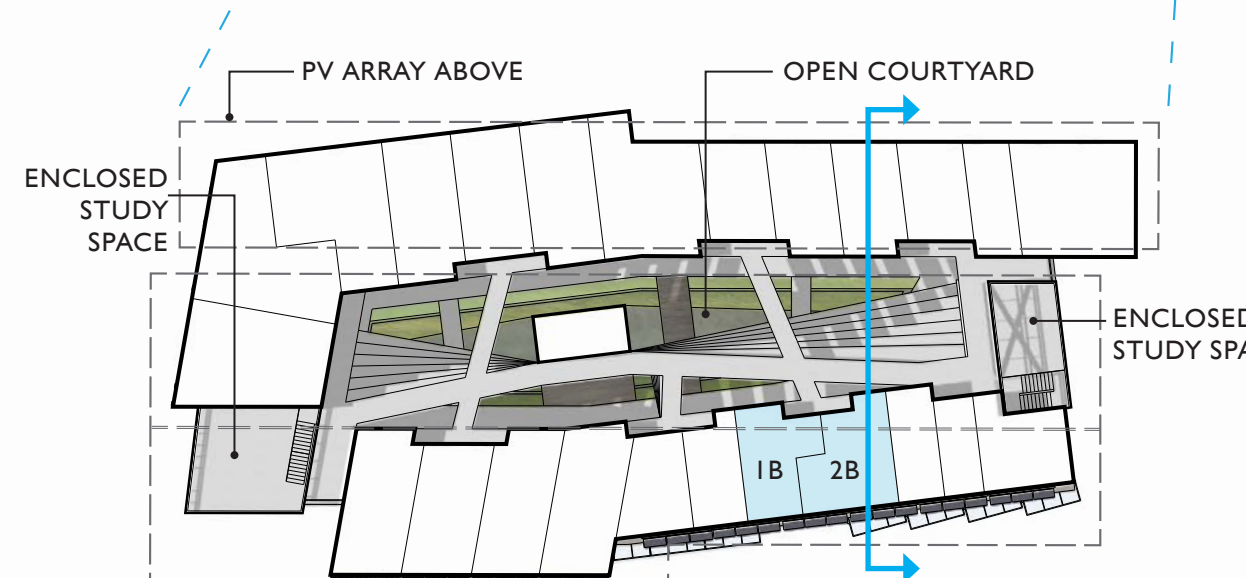 PV ARRAY ABOVE
OPEN COURTYARD
ENCLOSED
STUDY
SPACE
ENCLOSED
STUDY SPA
1B
2B